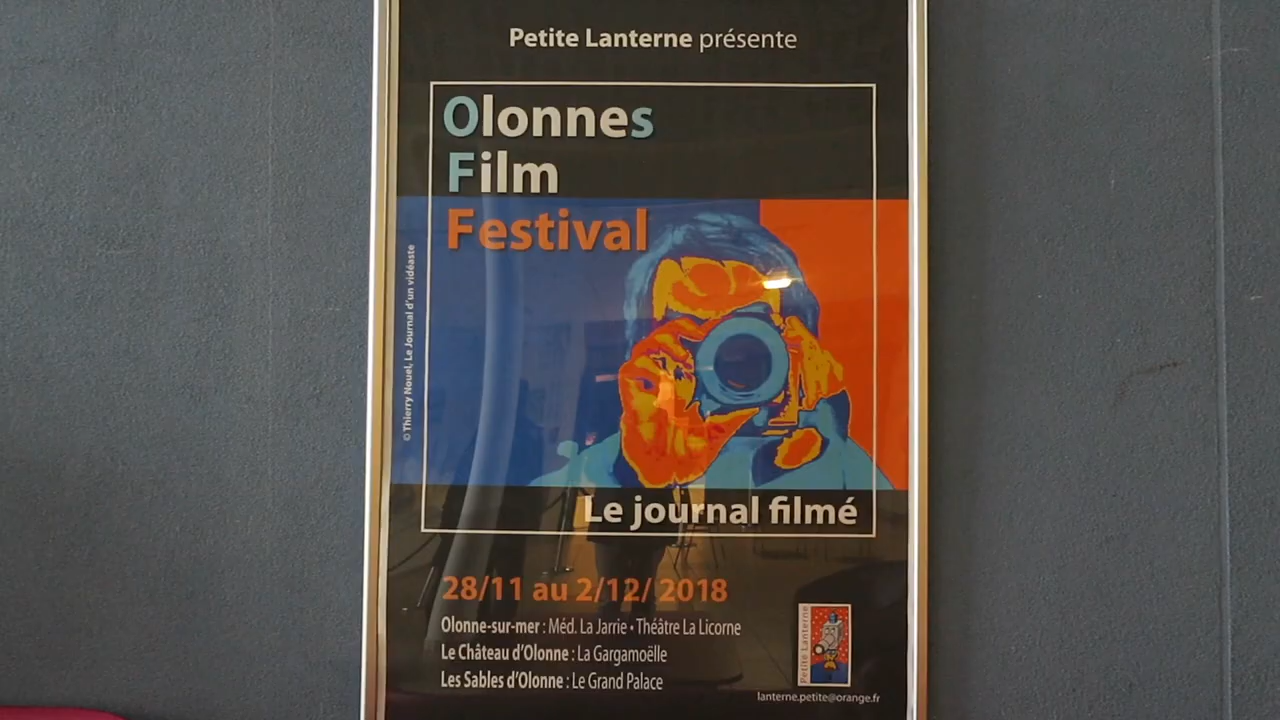 Petite Lanterne présente
Olonnes
Film
Festival
© Thierry Nouel, Le Journal d'un vidéaste
Le journal filmé
28/11 au 2/12/ 2018
Olonne-sur-mer : Méd. La Jarrie • Théâtre La Licorne
Le Château d'Olonne : La Gargamoëlle
Les Sables d'Olonne : Le Grand Palace
Petite Lanterne
lanterne.petite@orange.fr